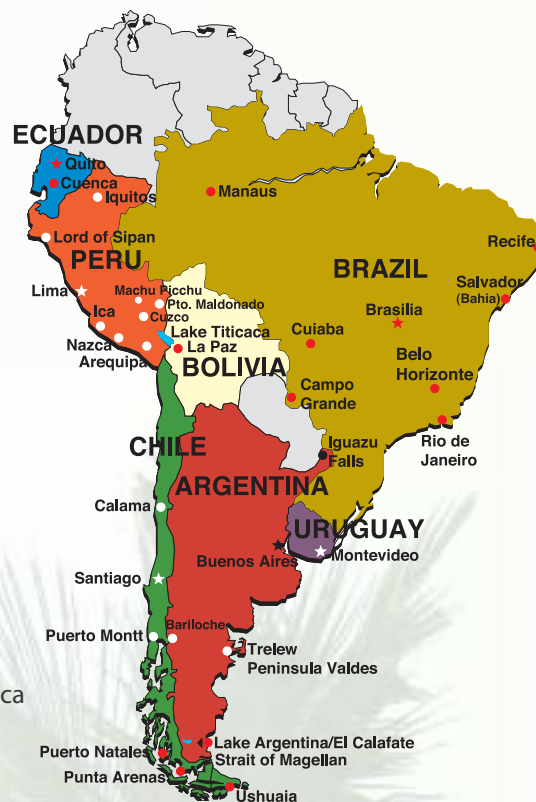 ECUADOR
Quito
Cuenca
Iquitos
Manaus
Lord of Sipan
Recife
PERU
BRAZIL
Salvador
(Bahia)
Lima
Machu Picchu
Pto. Maldonado
Brasilia
Ica
Cuzco
Lake Titicaca
Cuiaba
Nazca
La Paz
Arequipa
BOLIVIA
Belo
Horizonte
Campo
Grande
Rio de
Janeiro
CHILE
Iguazu
Falls
ARGENTINA
Calama
URUGUAY
Buenos Aires
Montevideo
Santiago
Puerto Montt
Bariloche
Trelew
Peninsula Valdes
ca
Lake Argentina/El Calafate
Puerto Natales
Strait of Magellan
Punta Arenas
Ushuaia